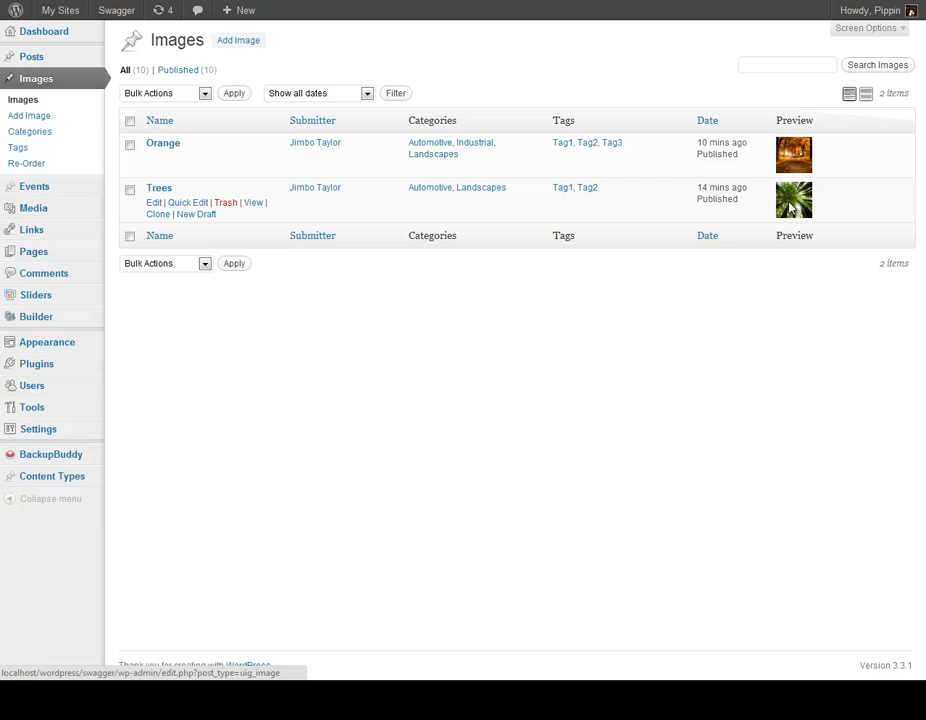 My Sites Swagger 4 New Howdy, Pippin
Dashboard
Posts
Images
Images
Add Image
Categories
Tags
Re-Order
Events
Media
Links
Pages
Comments
Sliders
Builder
Appearance
Plugins
Users
Tools
Settings
BackupBuddy
Content Types
Collapse menu
Screen Options
Images Add Image
All (10) | Published (10)
Search Images
Bulk Actions Apply Show all dates Filter 2 items
Name Submitter Categories Tags Date Preview
Orange Jimbo Taylor Automotive, Industrial, Tag1, Tag2, Tag3 10 mins ago
Landscapes Published
Trees Jimbo Taylor Automotive, Landscapes Tag1, Tag2 14 mins ago
Edit | Quick Edit | Trash | View | Published
Clone | New Draft
Name Submitter Categories Tags Date Preview
Bulk Actions Apply 2 items
Thank you for creating with WordPress. Version 3.3.1
localhost/wordpress/swagger/wp-admin/edit.php?post_type=uig_image